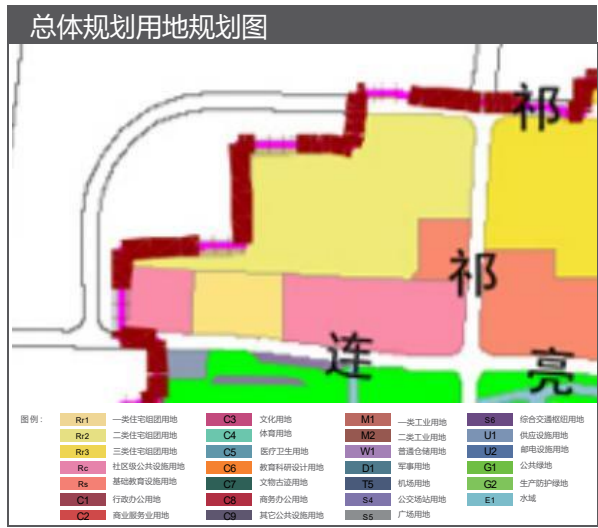 总体规划用地规划图
祁
祁
连
亮
图例：
Rr1 一类住宅组团用地
Rr2 二类住宅组团用地
Rr3 三类住宅组团用地
Rc 社区级公共设施用地
Rs 基础教育设施用地
C1 行政办公用地
C2 商业服务业用地
C3 文化用地
C4 体育用地
C5 医疗卫生用地
C6 教育科研设计用地
C7 文物古迹用地
C8 商务办公用地
C9 其它公共设施用地
M1 一类工业用地
M2 二类工业用地
W1 普通仓储用地
D1 军事用地
T5 机场用地
S4 公交场站用地
S5 广场用地
S6 综合交通枢纽用地
U1 供应设施用地
U2 邮电设施用地
G1 公共绿地
G2 生产防护绿地
E1 水域